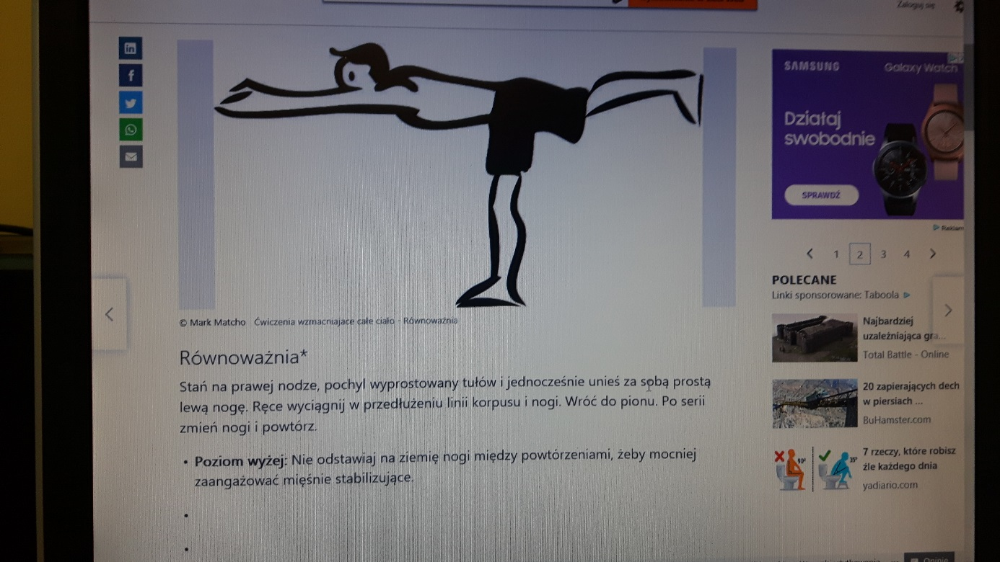 Zaloguj się
SAMSUNG
Galaxy Watch
Działaj
swobodnie
SPRAWDŹ
1 2 3 4
© Mark Matcho Ćwiczenia wzmacniające całe ciało - Równoważnia
Równoważnia*
Stań na prawej nodze, pochyl wyprostowany tułów i jednocześnie unieś za sobą prostą
lewą nogę. Ręce wyciągnij w przedłużeniu linii korpusu i nogi. Wróć do pionu. Po serii
zmień nogi i powtórz.
• Poziom wyżej: Nie odstawiaj na ziemię nogi między powtórzeniami, żeby mocniej
zaangażować mięśnie stabilizujące.
POLECANE
Linki sponsorowane: Taboola
Najbardziej
uzależniająca gra...
Total Battle - Online
20 zapierających dech
w piersiach ...
BuHamster.com
90°
35°
7 rzeczy, które robisz
źle każdego dnia
yadiario.com
Opinie